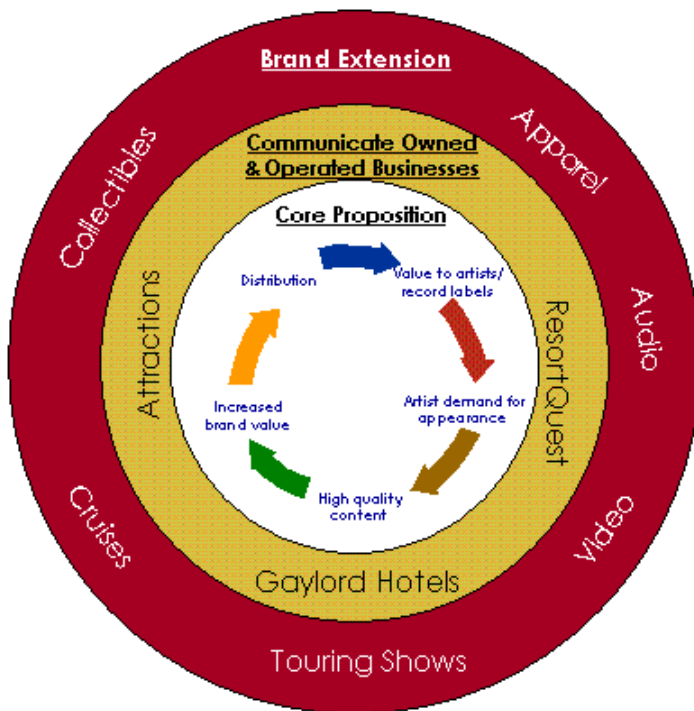 Brand Extension
Collectibles
Apparel
Communicate Owned
& Operated Businesses
Core Proposition
Distribution
Value to artists/
record labels
Attractions
ResortQuest
Audio
Increased
brand value
Artist demand for
appearance
High quality
content
Cruises
Video
Gaylord Hotels
Touring Shows